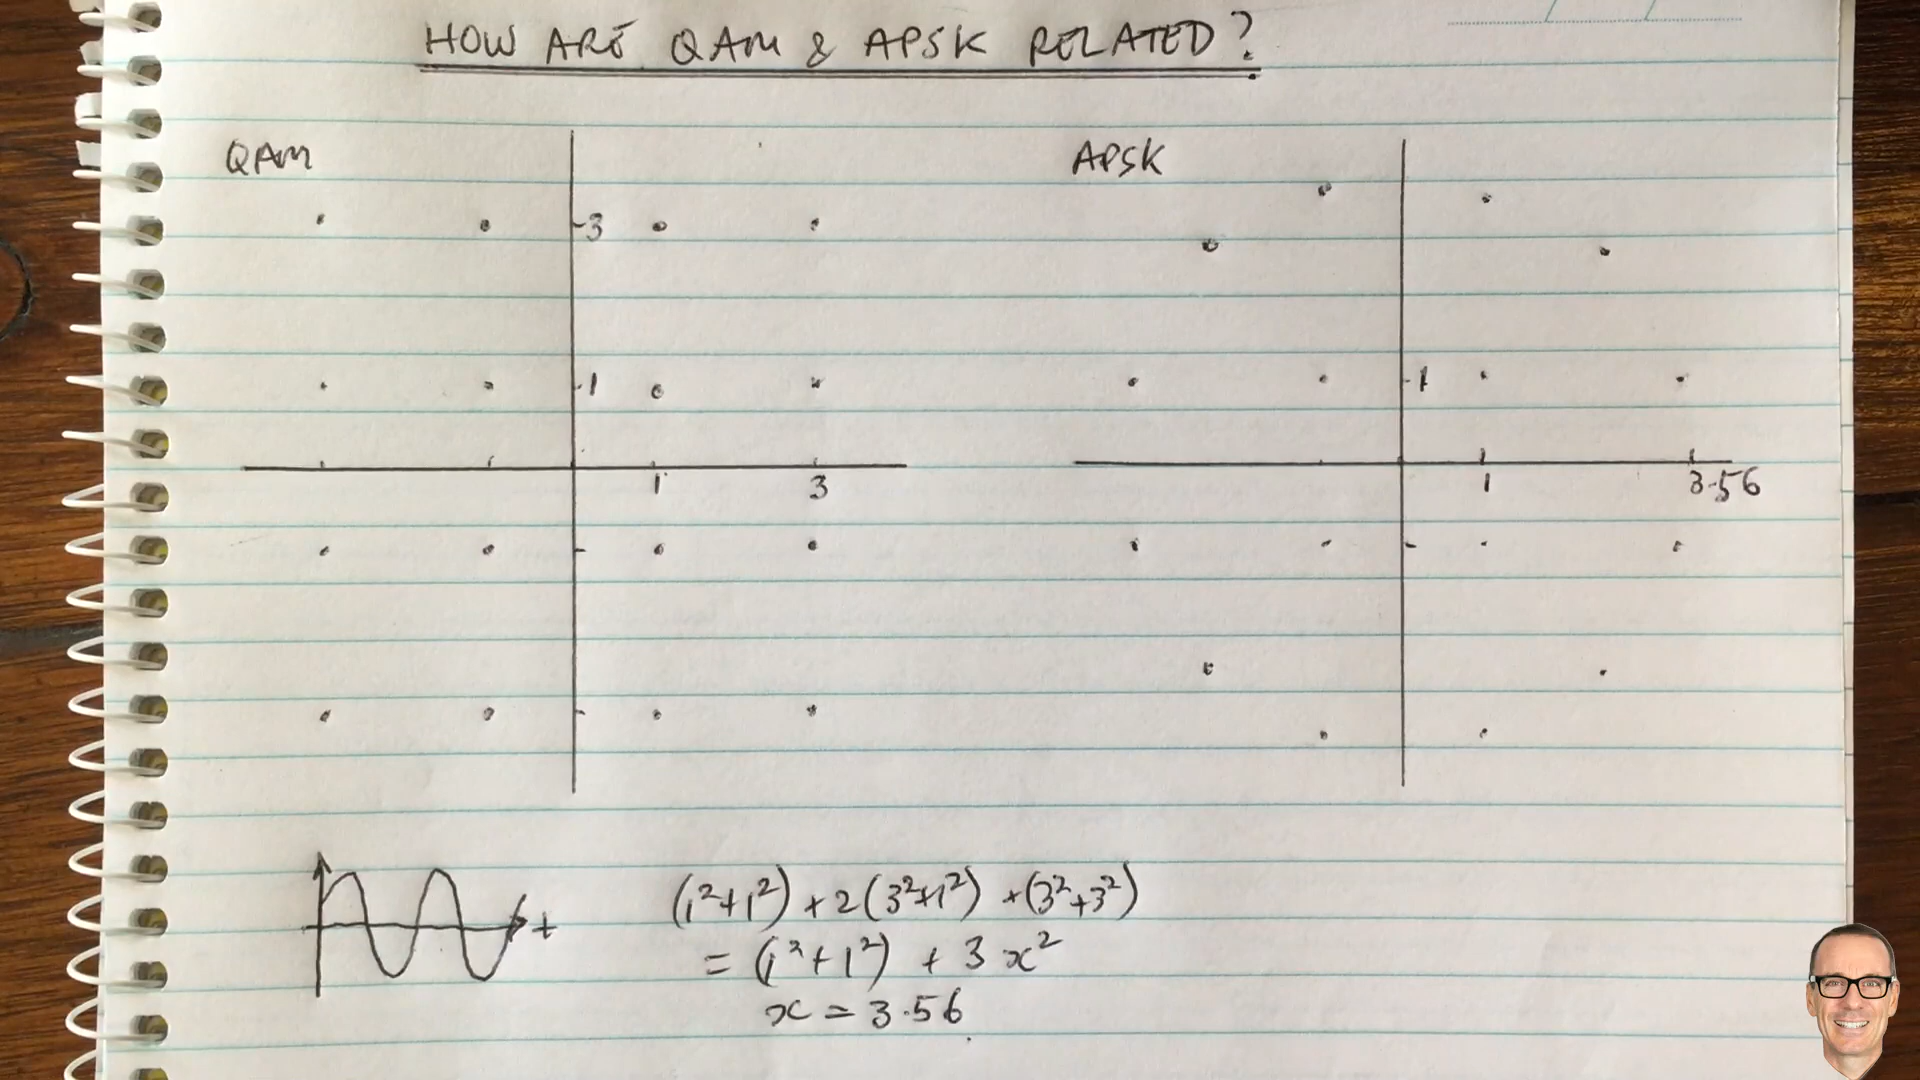 HOW ARE QAM & APSK RELATED?
QAM
3
1
1 3
APSK
1
1 3.56
t
(1²+1²) + 2(3²+1²) + (3²+3²)
= (1²+1²) + 3x²
x = 3.56